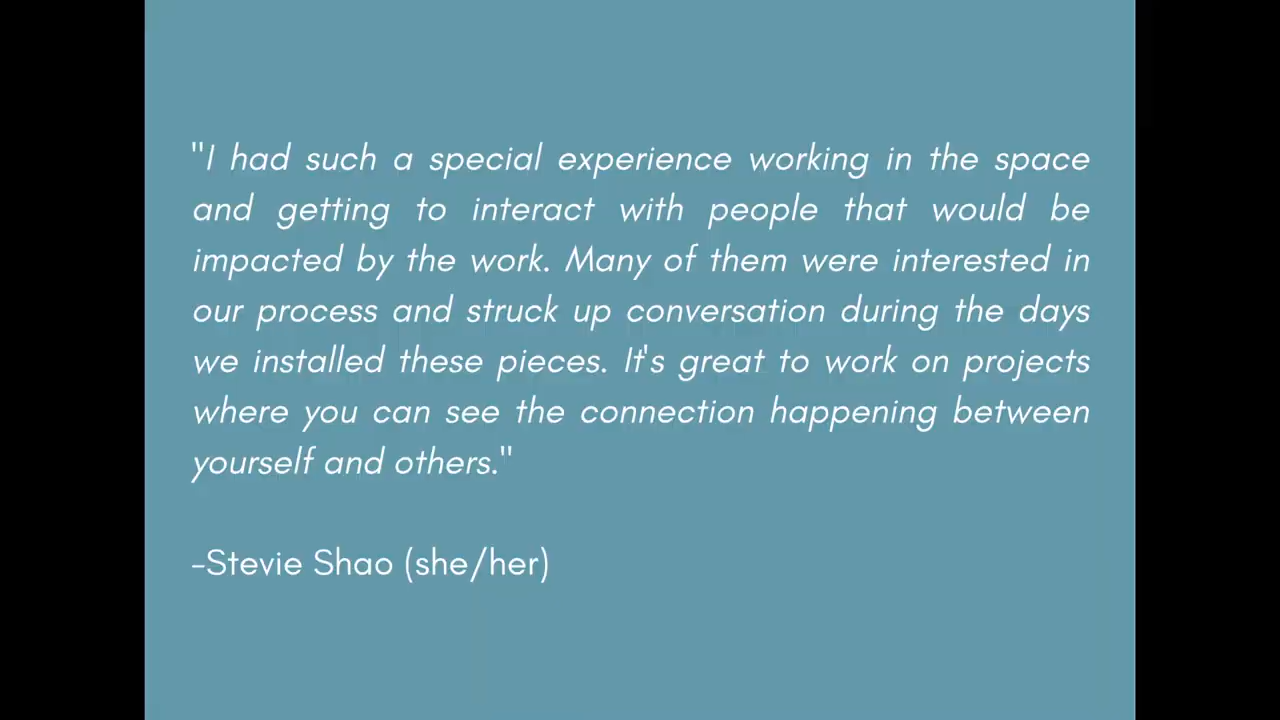 "I had such a special experience working in the space
and getting to interact with people that would be
impacted by the work. Many of them were interested in
our process and struck up conversation during the days
we installed these pieces. It's great to work on projects
where you can see the connection happening between
yourself and others."
-Stevie Shao (she/her)